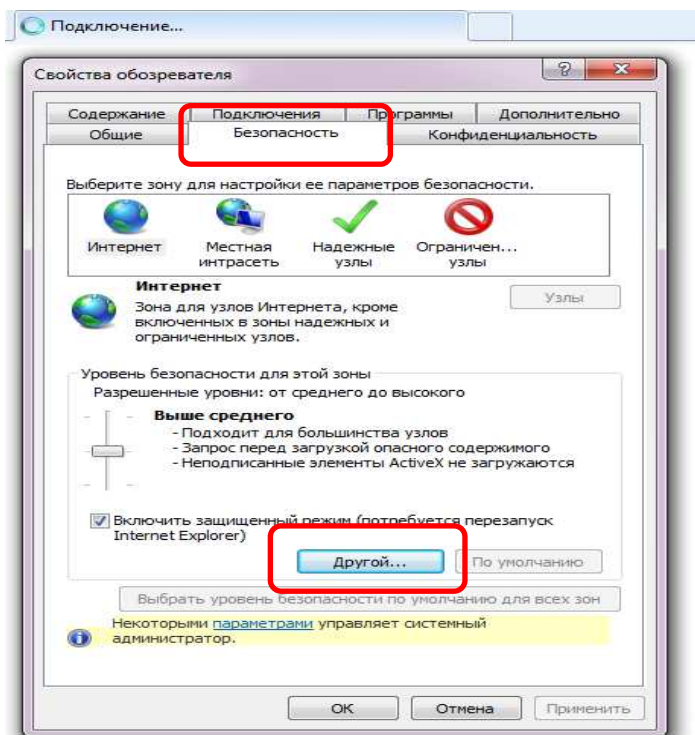 Подключение...
Свойства обозревателя
Содержание Подключения Программы Дополнительно
Общие Безопасность Конфиденциальность
Выберите зону для настройки ее параметров безопасности.
Интернет Местная интрасеть Надежные узлы Ограничен... узлы
Интернет
Узлы
Зона для узлов Интернета, кроме
включенных в зоны надежных и
ограниченных узлов.
Уровень безопасности для этой зоны
Разрешенные уровни: от среднего до высокого
Выше среднего
- Подходит для большинства узлов
- Запрос перед загрузкой опасного содержимого
- Неподписанные элементы ActiveX не загружаются
Включить защищенный режим (потребуется перезапуск
Internet Explorer)
Другой... По умолчанию
Выбрать уровень безопасности по умолчанию для всех зон
Некоторыми параметрами управляет системный
администратор.
ОК Отмена Применить